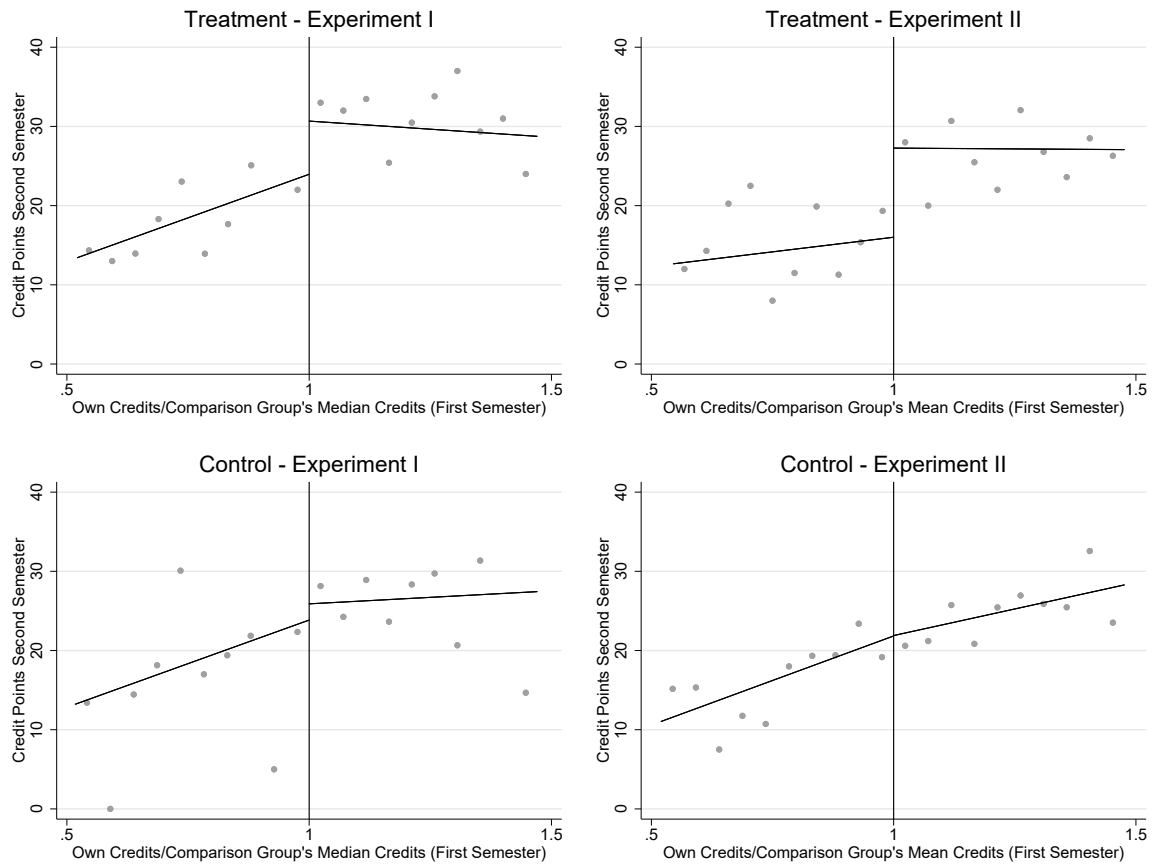 Treatment - Experiment I
Credit Points Second Semester
40
30
20
10
0
.5
1
1.5
Own Credits/Comparison Group's Median Credits (First Semester)
Treatment - Experiment II
Credit Points Second Semester
40
30
20
10
0
.5
1
1.5
Own Credits/Comparison Group's Mean Credits (First Semester)
Control - Experiment I
Credit Points Second Semester
40
30
20
10
0
.5
1
1.5
Own Credits/Comparison Group's Median Credits (First Semester)
Control - Experiment II
Credit Points Second Semester
40
30
20
10
0
.5
1
1.5
Own Credits/Comparison Group's Mean Credits (First Semester)